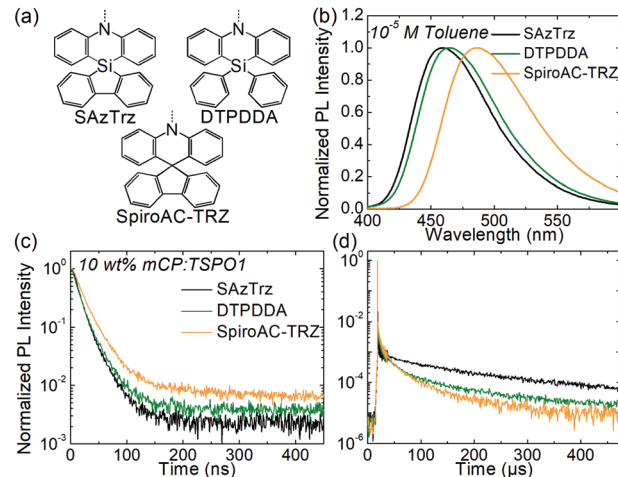 (a)
N
Si
SAzTrz
N
Si
DTPDDA
N
SpiroAC-TRZ
(b)
Normalized PL Intensity
1.0
0.8
0.6
0.4
0.2
0.0
10⁻⁵ M Toluene
SAzTrz
DTPDDA
SpiroAC-TRZ
400 450 500 550
Wavelength (nm)
(c)
Normalized PL Intensity
10⁰
10⁻¹
10⁻²
10⁻³
10 wt% mCP:TSPO1
SAzTrz
DTPDDA
SpiroAC-TRZ
0 100 200 300 400
Time (ns)
(d)
10⁰
10⁻²
10⁻⁴
10⁻⁶
0 100 200 300 400
Time (µs)